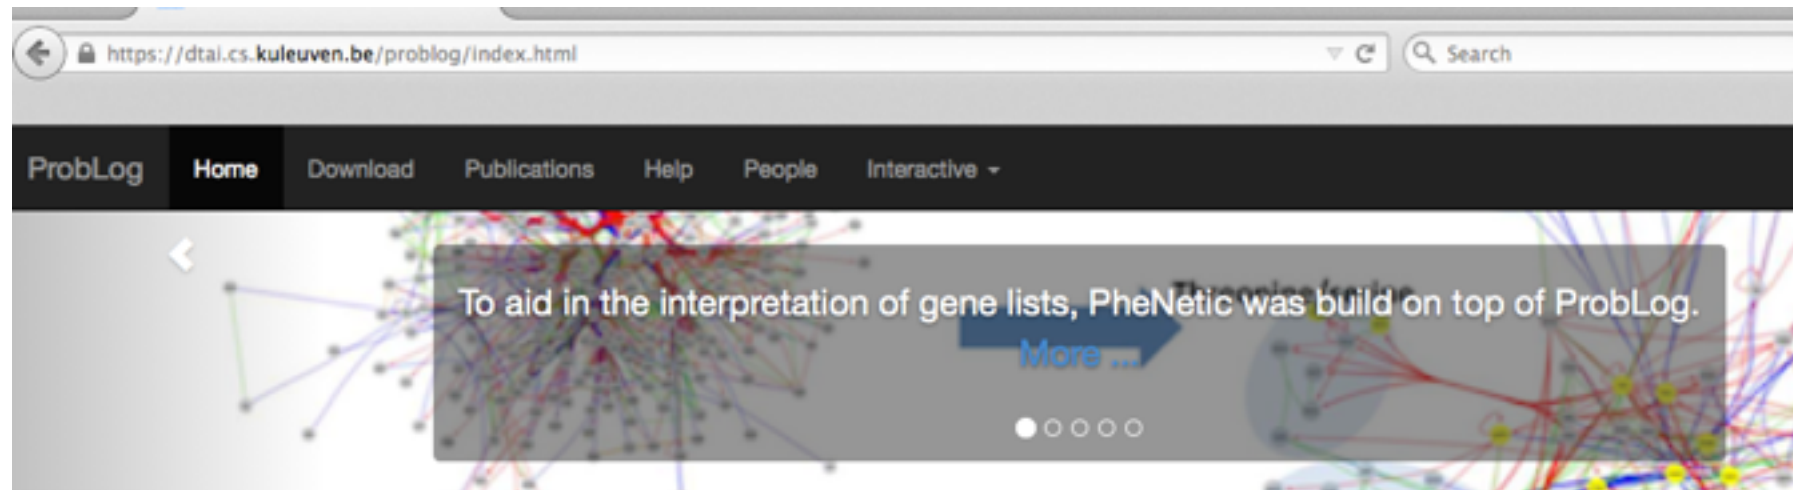 https://dtai.cs.kuleuven.be/problog/index.html Search
ProbLog Home Download Publications Help People Interactive
To aid in the interpretation of gene lists, PheNetic was build on top of ProbLog.
More ...